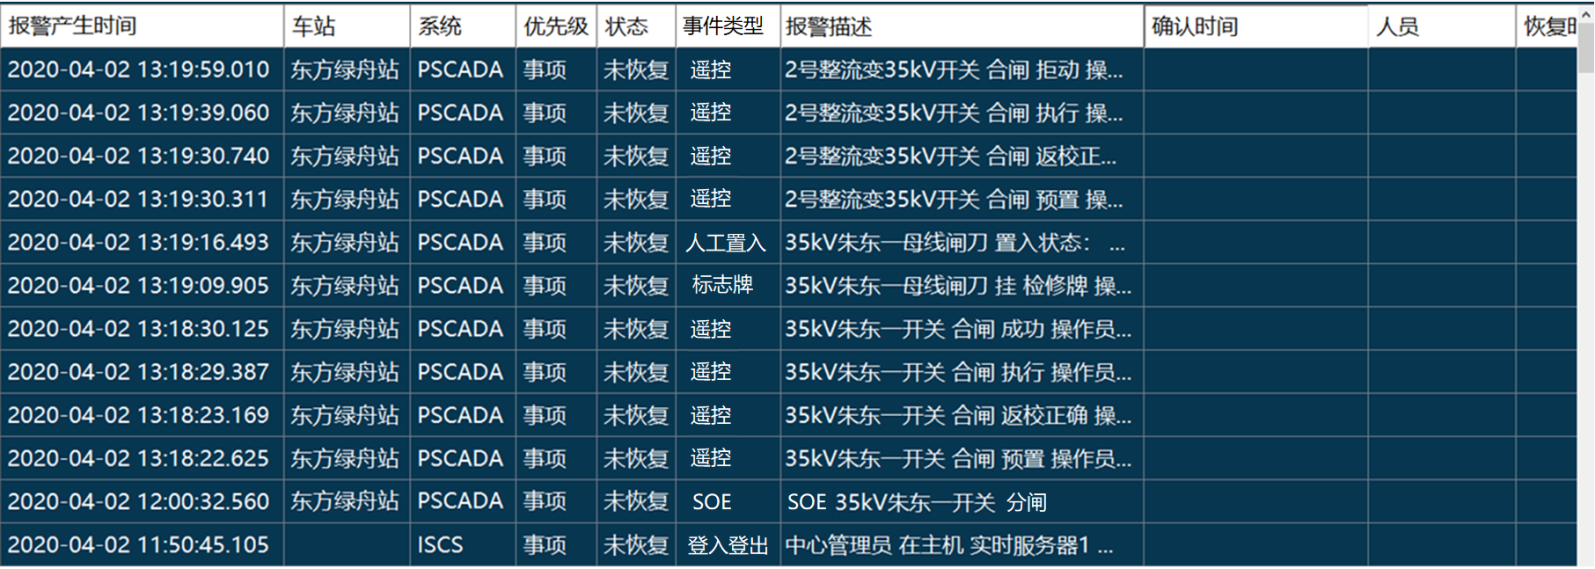 报警产生时间 车站 系统 优先级 状态 事件类型 报警描述 确认时间 人员 恢复时
2020-04-02 13:19:59.010 东方绿舟站 PSCADA 事项 未恢复 遥控 2号整流变35kV开关 合闸 拒动 操...
2020-04-02 13:19:39.060 东方绿舟站 PSCADA 事项 未恢复 遥控 2号整流变35kV开关 合闸 执行 操...
2020-04-02 13:19:30.740 东方绿舟站 PSCADA 事项 未恢复 遥控 2号整流变35kV开关 合闸 返校正...
2020-04-02 13:19:30.311 东方绿舟站 PSCADA 事项 未恢复 遥控 2号整流变35kV开关 合闸 预置 操...
2020-04-02 13:19:16.493 东方绿舟站 PSCADA 事项 未恢复 人工置入 35kV朱东一母线闸刀 置入状态： ...
2020-04-02 13:19:09.905 东方绿舟站 PSCADA 事项 未恢复 标志牌 35kV朱东一母线闸刀 挂 检修牌 操...
2020-04-02 13:18:30.125 东方绿舟站 PSCADA 事项 未恢复 遥控 35kV朱东一开关 合闸 成功 操作员...
2020-04-02 13:18:29.387 东方绿舟站 PSCADA 事项 未恢复 遥控 35kV朱东一开关 合闸 执行 操作员...
2020-04-02 13:18:23.169 东方绿舟站 PSCADA 事项 未恢复 遥控 35kV朱东一开关 合闸 返校正确 操...
2020-04-02 13:18:22.625 东方绿舟站 PSCADA 事项 未恢复 遥控 35kV朱东一开关 合闸 预置 操作员...
2020-04-02 12:00:32.560 东方绿舟站 PSCADA 事项 未恢复 SOE SOE 35kV朱东一开关 分闸
2020-04-02 11:50:45.105 ISCS 事项 未恢复 登入登出 中心管理员 在主机 实时服务器1 ...